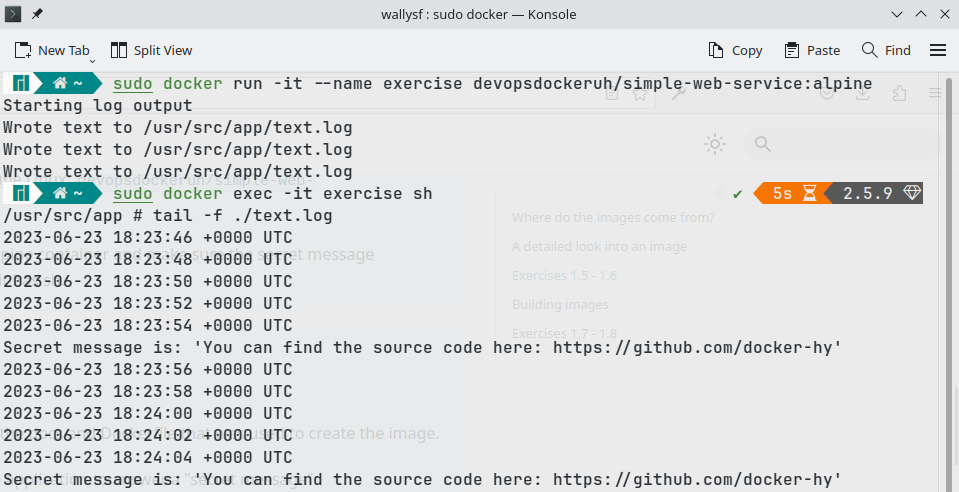 wallysf : sudo docker — Konsole
New Tab
Split View
Copy
Paste
Find
~ sudo docker run -it --name exercise devopsdockeruh/simple-web-service:alpine
Starting log output
Wrote text to /usr/src/app/text.log
Wrote text to /usr/src/app/text.log
Wrote text to /usr/src/app/text.log
~ sudo docker exec -it exercise sh ✔ 5s 2.5.9
/usr/src/app # tail -f ./text.log
Where do the images come from?
2023-06-23 18:23:46 +0000 UTC
A detailed look into an image
container and make sure the secret message
2023-06-23 18:23:48 +0000 UTC
Exercises 1.5 - 1.6
2023-06-23 18:23:50 +0000 UTC
Building images
2023-06-23 18:23:52 +0000 UTC
Exercises 1.7 - 1.8
2023-06-23 18:23:54 +0000 UTC
Secret message is: 'You can find the source code here: https://github.com/docker-hy'
2023-06-23 18:23:56 +0000 UTC
2023-06-23 18:23:58 +0000 UTC
2023-06-23 18:24:00 +0000 UTC
used to create the image.
2023-06-23 18:24:02 +0000 UTC
2023-06-23 18:24:04 +0000 UTC
Secret message is: 'You can find the source code here: https://github.com/docker-hy'